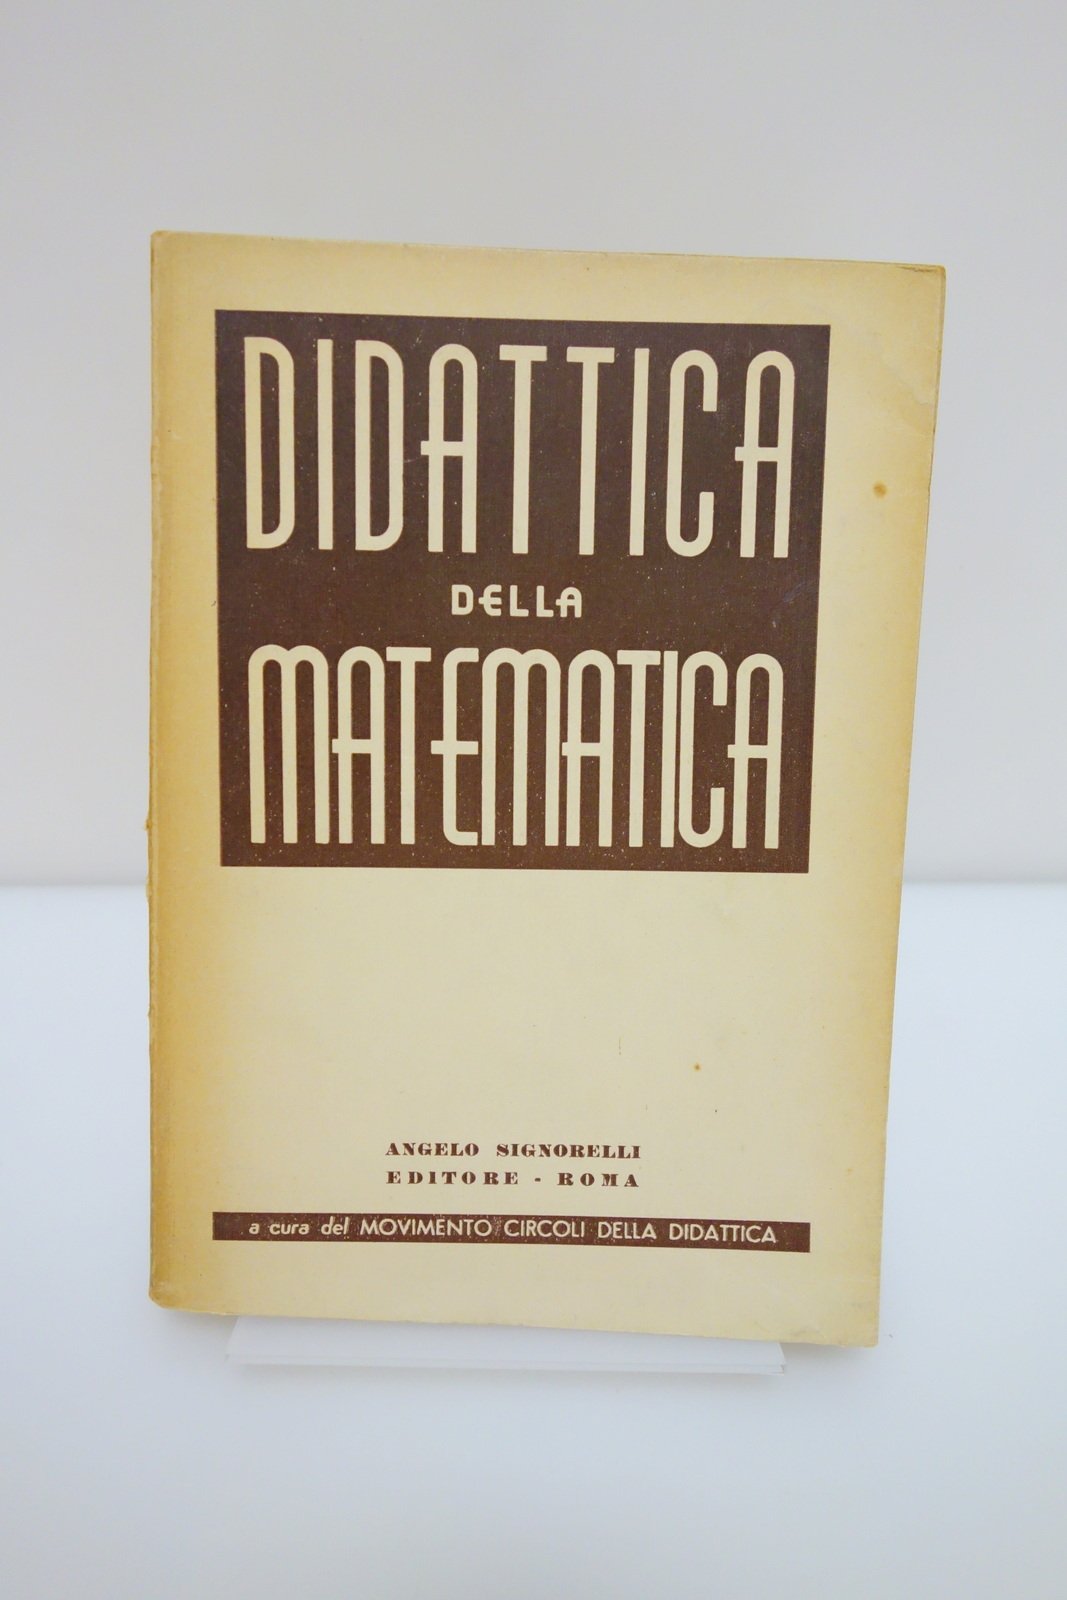 DIDATTICA
DELLA
MATEMATICA
ANGELO SIGNORELLI
EDITORE - ROMA
a cura del MOVIMENTO CIRCOLI DELLA DIDATTICA